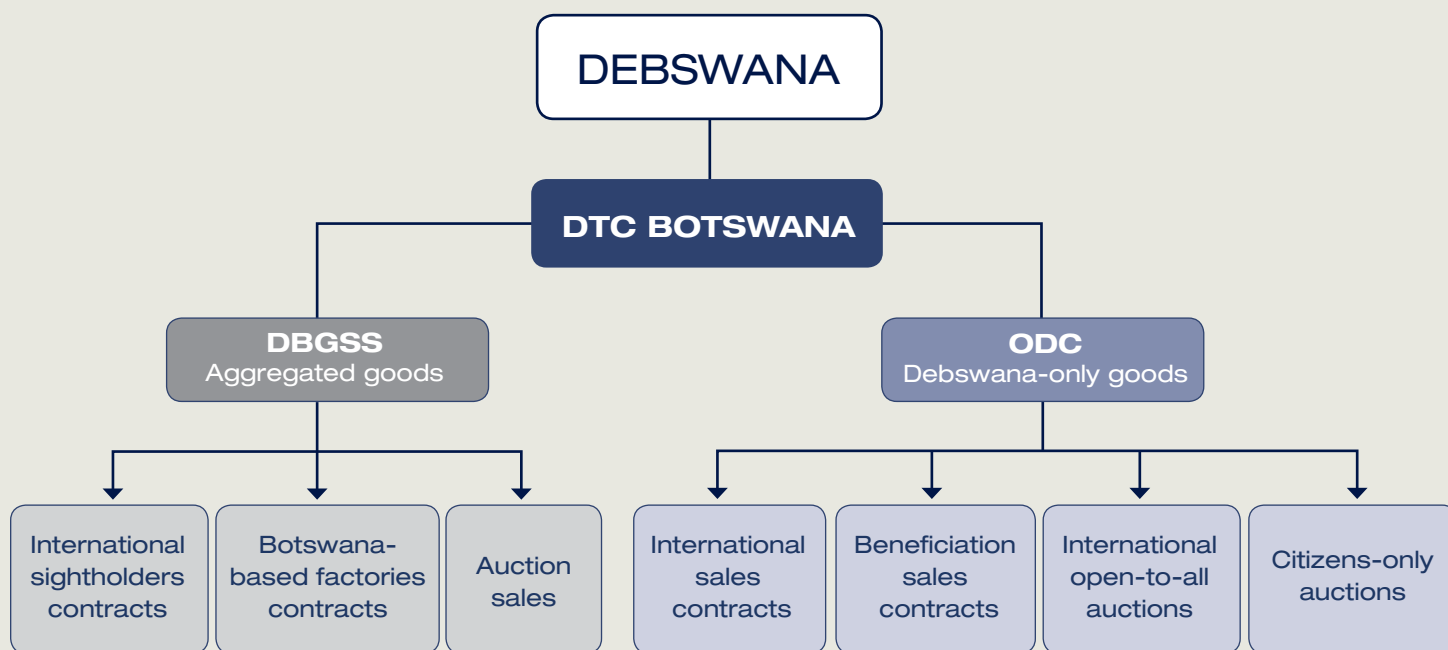 DEBSWANA
DTC BOTSWANA
DBGSS
Aggregated goods
ODC
Debswana-only goods
International
sightholders
contracts
Botswana-
based factories
contracts
Auction
sales
International
sales
contracts
Beneficiation
sales
contracts
International
open-to-all
auctions
Citizens-only
auctions